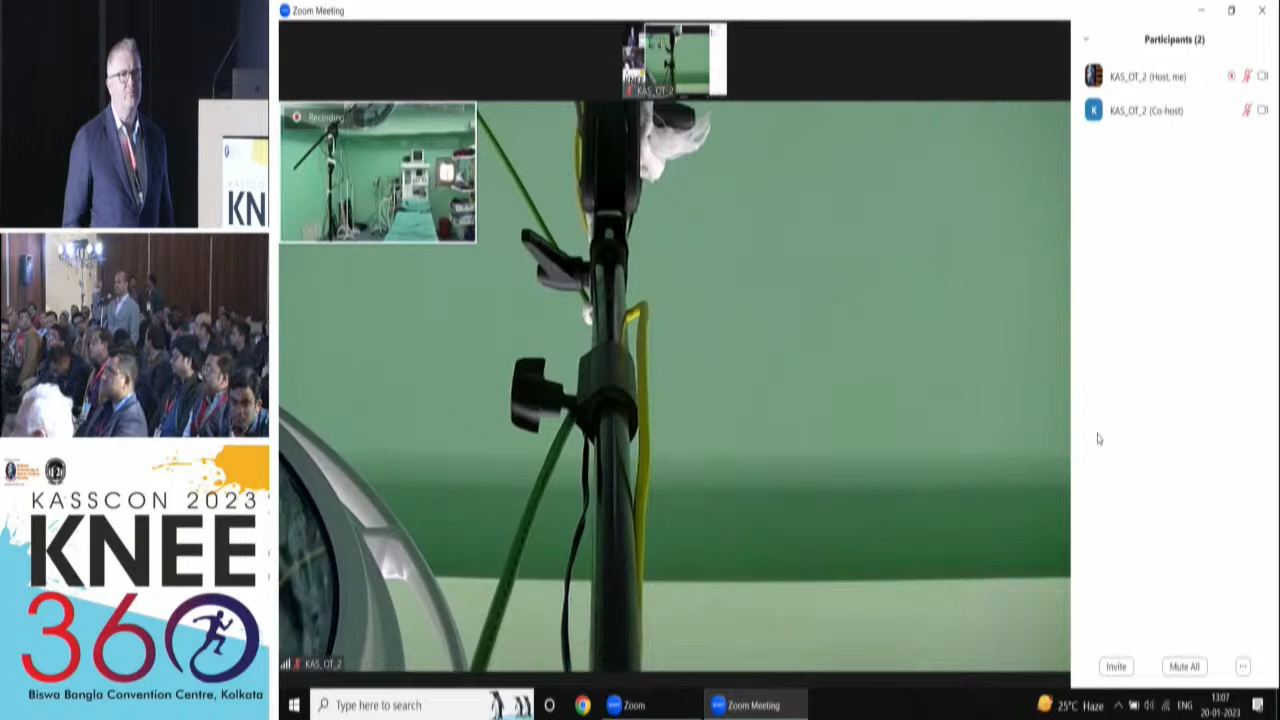 Zoom Meeting
Participants (2)
KAS_OT_2 (Host, me)
KAS_OT_2 (Co-host)
KAS_OT_2
Recording
KASSCON
KN
KNEE
KASSCON 2023
KNEE
360
Biswa Bangla Convention Centre, Kolkata
KAS_OT_2
Invite
Mute All
Type here to search
Zoom
Zoom Meeting
25°C Haze
ENG
13:07
20-01-2023